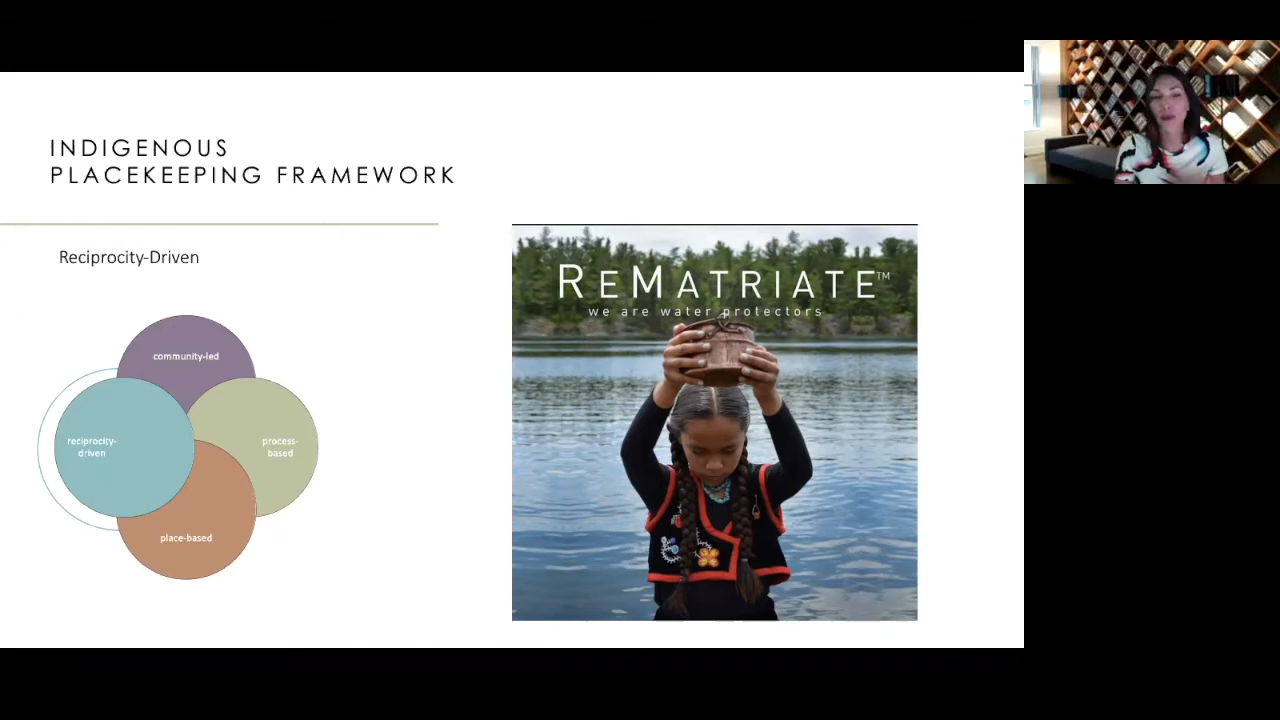 INDIGENOUS
PLACEKEEPING FRAMEWORK
Reciprocity-Driven
community-led
reciprocity-
driven
process-
based
place-based
REMATRIATE™
we are water protectors